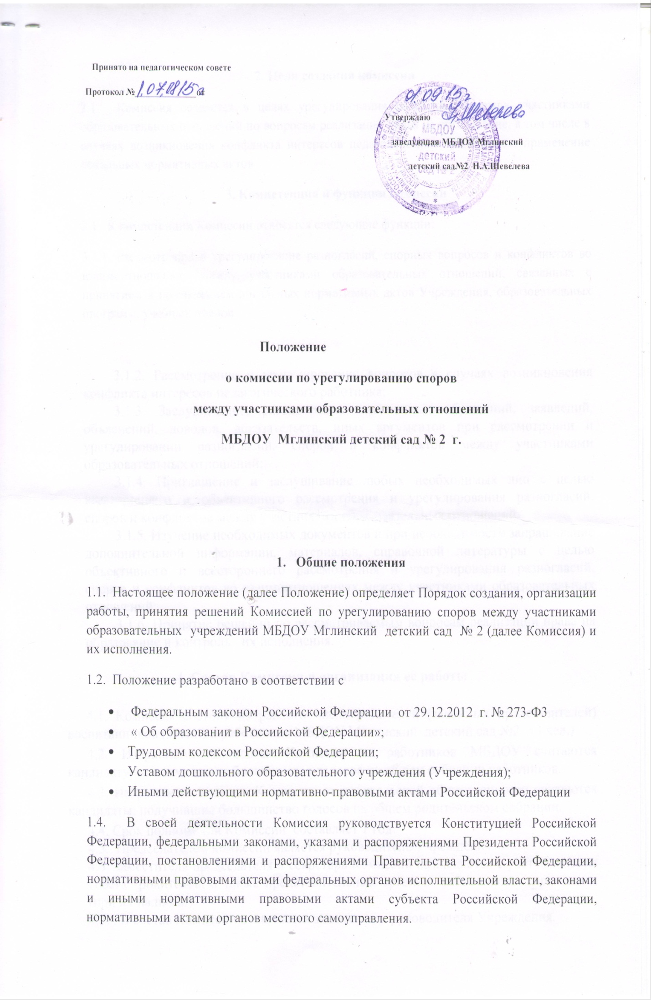 Принято на педагогическом совете
Протокол № 1, 07,08 15г от
01.09 15г
Утверждаю Н.Шевелева
заведующая МБДОУ Мглинский
детский сад№2 Н.А.Шевелева
МБДОУ
детский
сад № 2
Положение
о комиссии по урегулированию споров
между участниками образовательных отношений
МБДОУ Мглинский детский сад № 2 г.
1. Общие положения
1.1. Настоящее положение (далее Положение) определяет Порядок создания, организации
работы, принятия решений Комиссией по урегулированию споров между участниками
образовательных учреждений МБДОУ Мглинский детский сад № 2 (далее Комиссия) и
их исполнения.
1.2. Положение разработано в соответствии с
• Федеральным законом Российской Федерации от 29.12.2012 г. № 273-ФЗ
• « Об образовании в Российской Федерации»;
• Трудовым кодексом Российской Федерации;
• Уставом дошкольного образовательного учреждения (Учреждения);
• Иными действующими нормативно-правовыми актами Российской Федерации
1.4. В своей деятельности Комиссия руководствуется Конституцией Российской
Федерации, федеральными законами, указами и распоряжениями Президента Российской
Федерации, постановлениями и распоряжениями Правительства Российской Федерации,
нормативными правовыми актами федеральных органов исполнительной власти, законами
и иными нормативными правовыми актами субъекта Российской Федерации,
нормативными актами органов местного самоуправления.